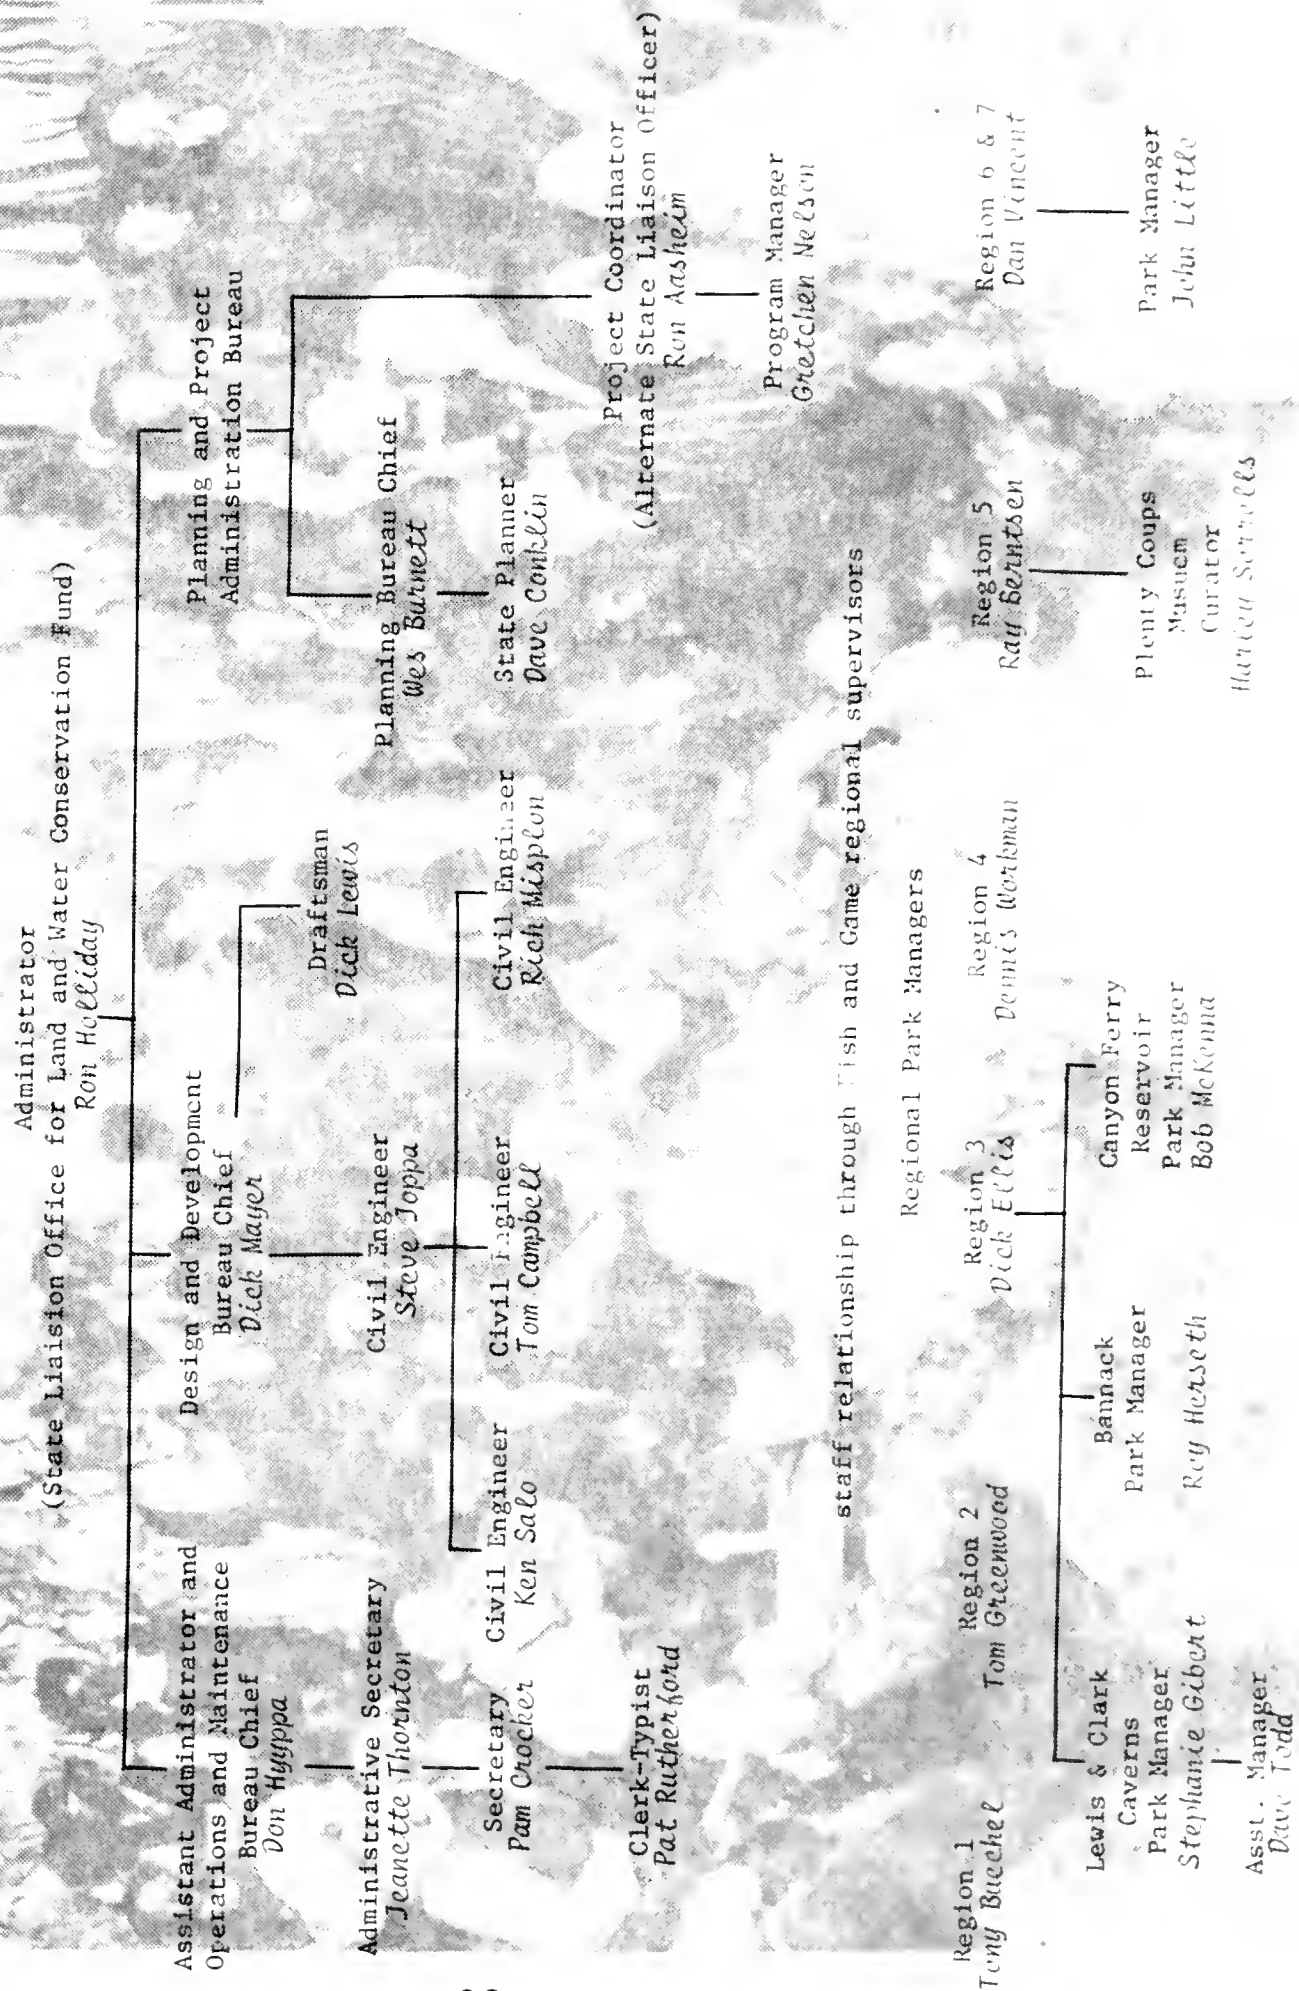 Administrator
(State Liaision Office for Land and Water Conservation Fund)
Ron Holliday
Assistant Administrator and
Operations and Maintenance
Bureau Chief
Don Hyyppa
Administrative Secretary
Jeanette Thornton
Secretary
Pam Crocker
Clerk-Typist
Pat Rutherford
Design and Development
Bureau Chief
Dick Mayer
Draftsman
Dick Lewis
Civil Engineer
Steve Joppa
Civil Engineer
Ken Salo
Civil Engineer
Tom Campbell
Civil Engineer
Rich Misplon
Planning and Project
Administration Bureau
Planning Bureau Chief
Wes Burnett
State Planner
Dave Conklin
Project Coordinator
(Alternate State Liaison Officer)
Ron Aasheim
Program Manager
Gretchen Nelson
staff relationship through Fish and Game regional supervisors
Regional Park Managers
Region 1
Tony Buechel
Region 2
Tom Greenwood
Region 3
Dick Ellis
Region 4
Dennis Workman
Region 5
Ray Berntsen
Region 6 & 7
Dan Vincent
Lewis & Clark
Caverns
Park Manager
Stephanie Gibert
Asst. Manager
Dave Todd
Bannack
Park Manager
Roy Herseth
Canyon Ferry
Reservoir
Park Manager
Bob McKenna
Plenty Coups
Musuem
Curator
Sorrells
Park Manager
John Little